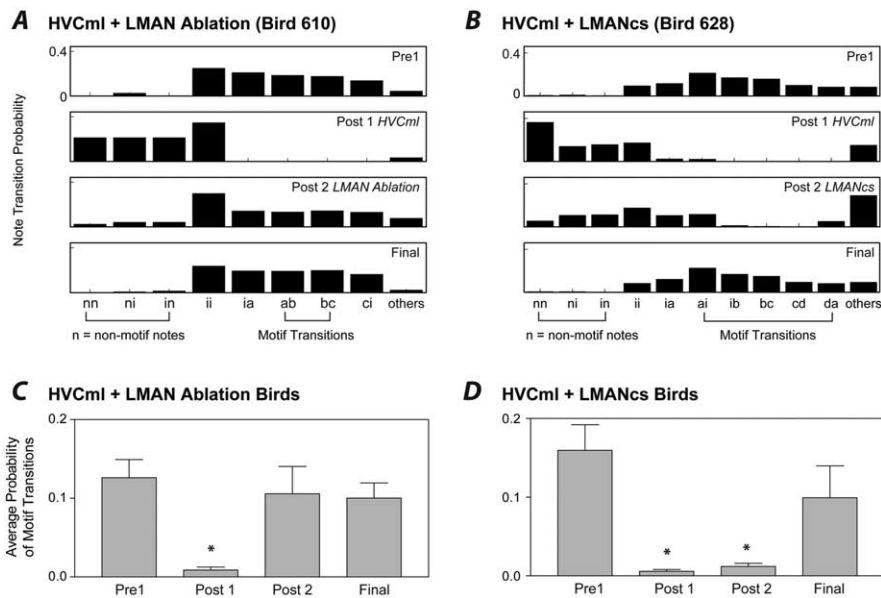 A HVCml + LMAN Ablation (Bird 610)
Note Transition Probability
0.4
0
Pre1
Post 1 HVCml
Post 2 LMAN Ablation
Final
nn ni in ii ia ab bc ci others
n = non-motif notes Motif Transitions
B HVCml + LMANcs (Bird 628)
0.4
0
Pre1
Post 1 HVCml
Post 2 LMANcs
Final
nn ni in ii ia ai ib bc cd da others
n = non-motif notes Motif Transitions
C HVCml + LMAN Ablation Birds
Average Probability
of Motif Transitions
0.2
0.1
0.0
*
Pre1 Post 1 Post 2 Final
D HVCml + LMANcs Birds
0.2
0.1
0.0
* *
Pre1 Post 1 Post 2 Final